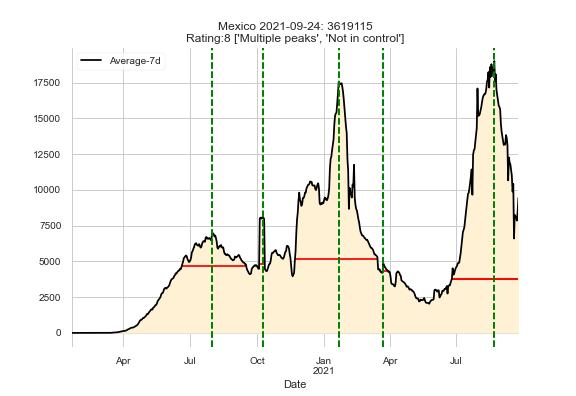 Mexico 2021-09-24: 3619115
Rating:8 ['Multiple peaks', 'Not in control']
Average-7d
17500
15000
12500
10000
7500
5000
2500
0
Apr Jul Oct Jan Apr Jul
2021
Date